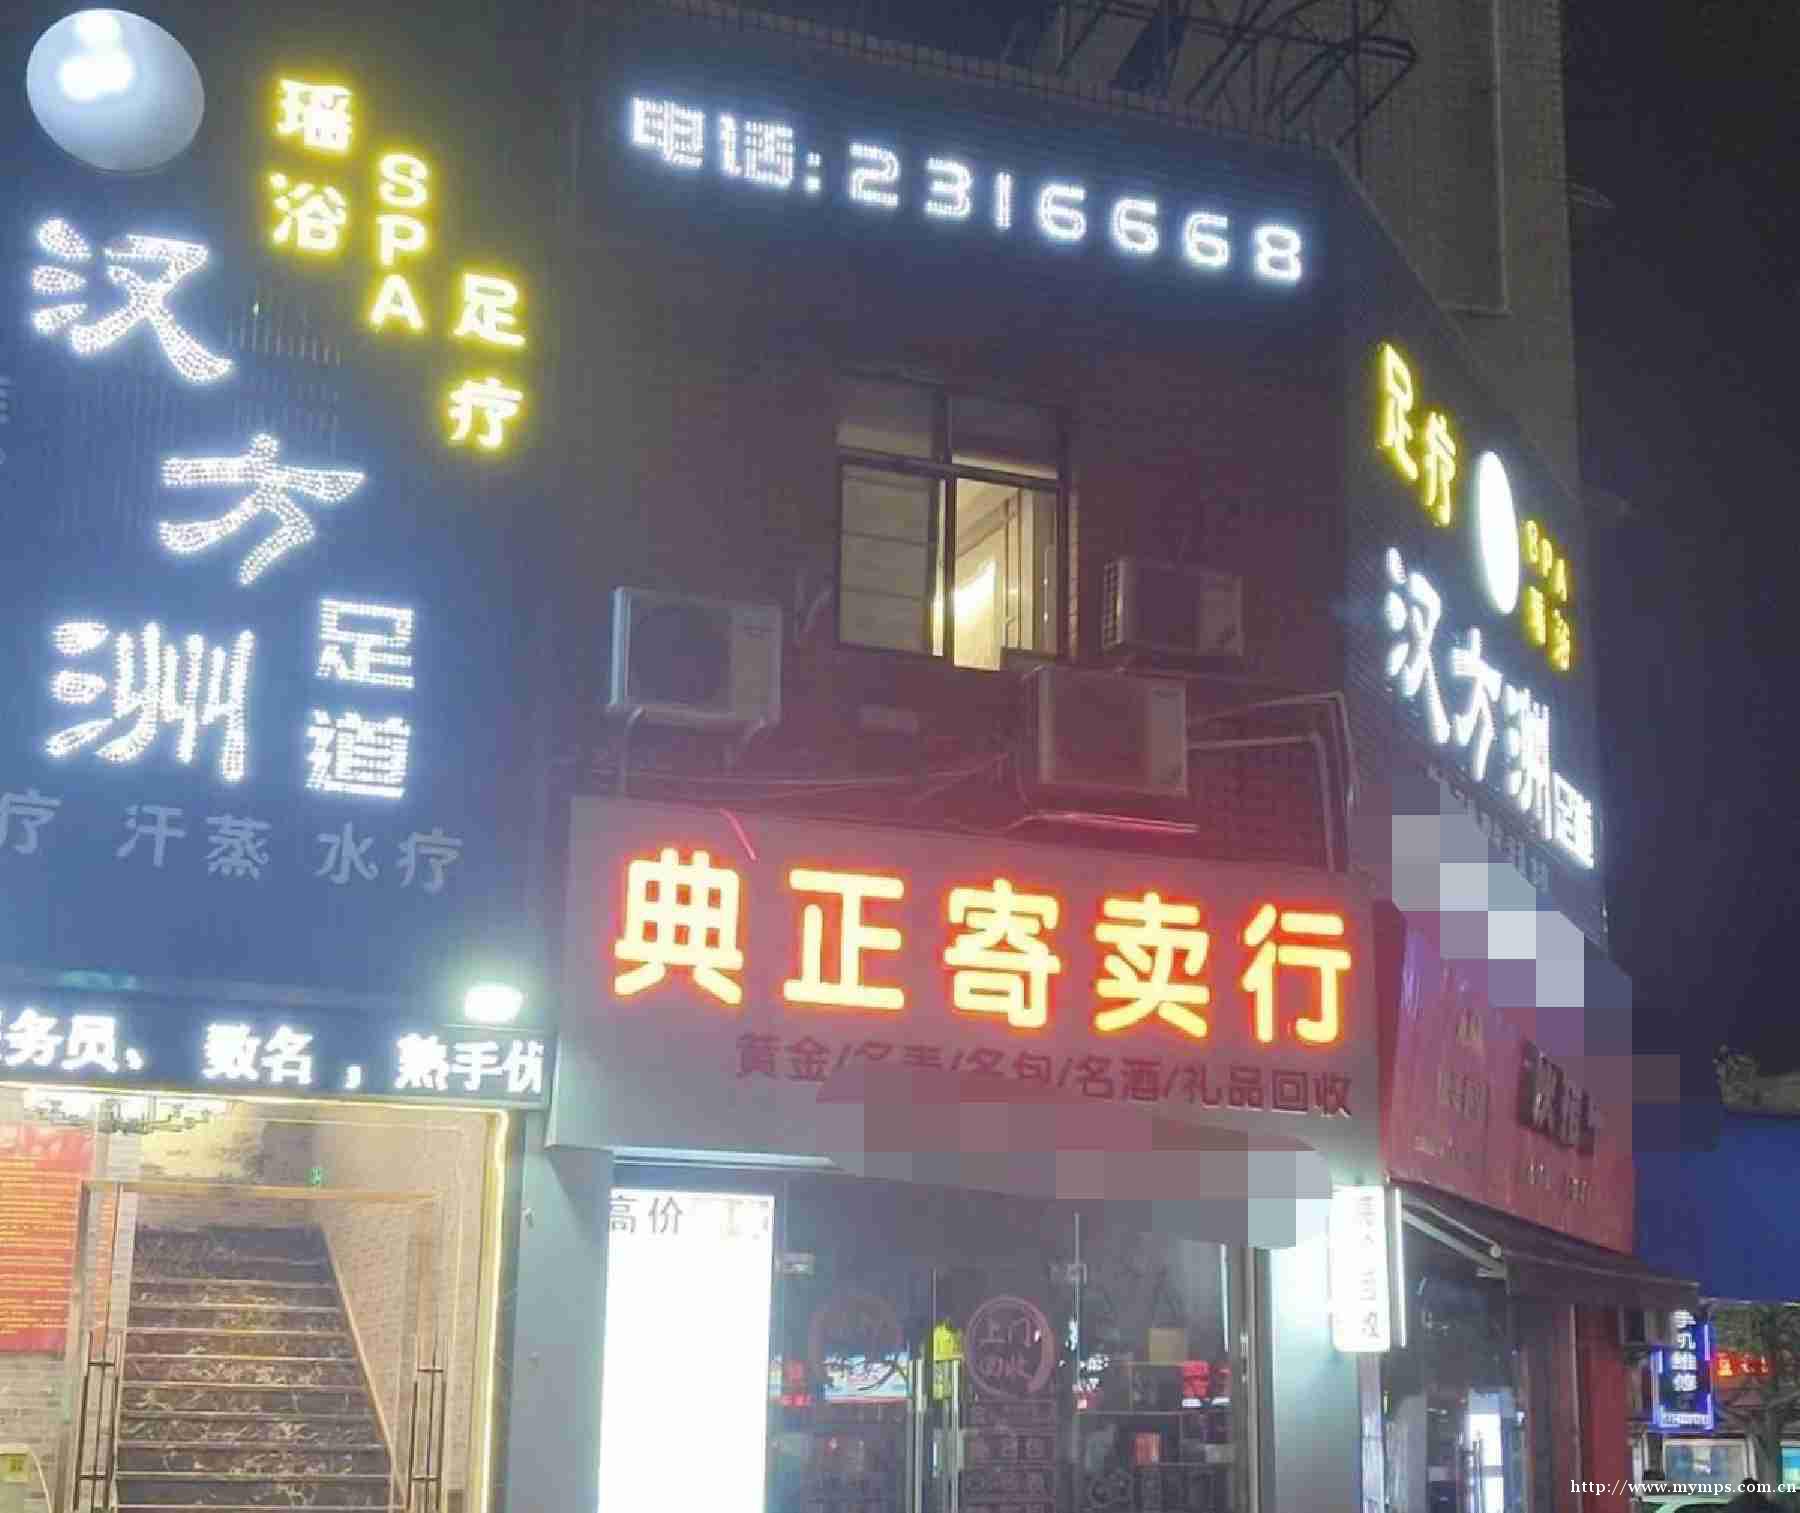 瑶浴
SPA
足疗
汉方洲
足道
疗 汗蒸 水疗
务员、数名，熟手优
电话:2316668
典正寄卖行
黄金/名表/名包/名酒/礼品回收
高价
上门
回收
足疗
SPA
汉方洲足道
手机维修
http://www.mymps.com.cn